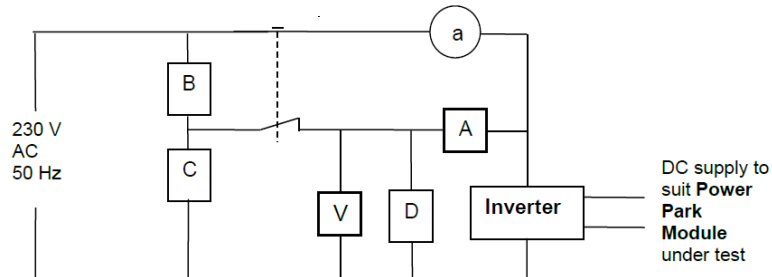 a
B
230 V
AC
50 Hz
A
C
V
D
Inverter
DC supply to
suit Power
Park
Module
under test